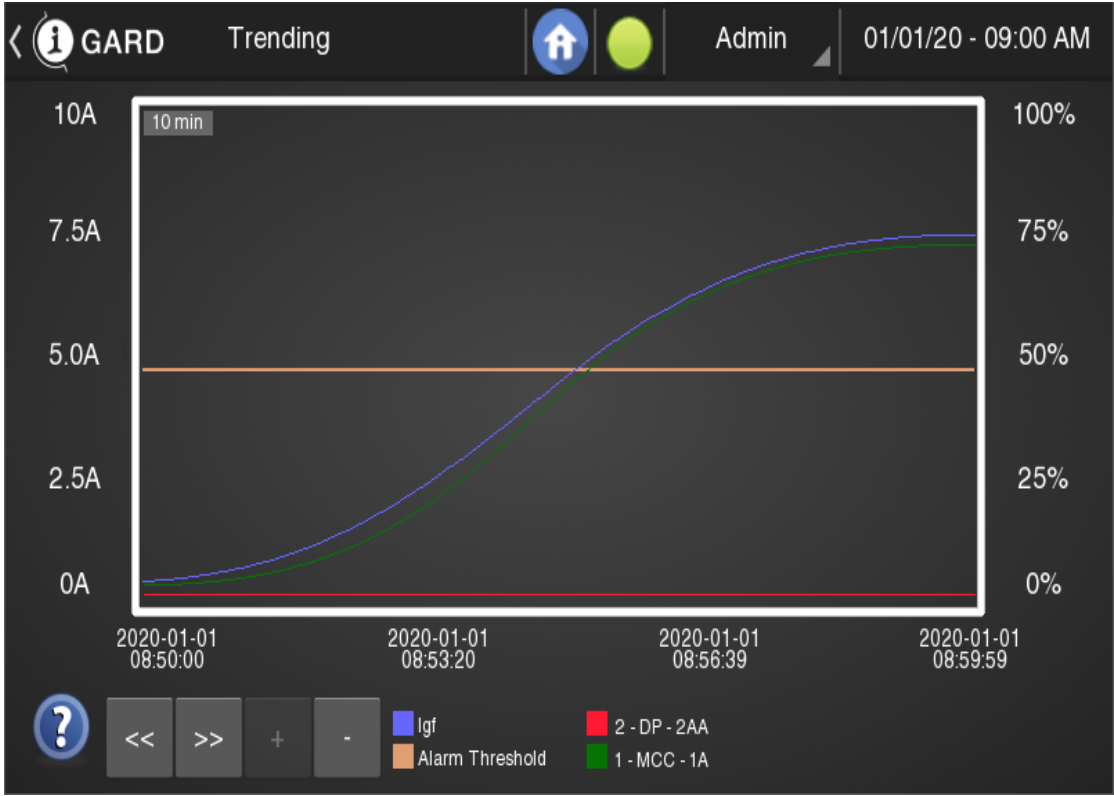 < i GARD Trending Admin 01/01/20 - 09:00 AM
10A 10 min 100%
7.5A 75%
5.0A 50%
2.5A 25%
0A 0%
2020-01-01 2020-01-01 2020-01-01 2020-01-01
08:50:00 08:53:20 08:56:39 08:59:59
? << >> + - Igf 2 - DP - 2AA
Alarm Threshold 1 - MCC - 1A